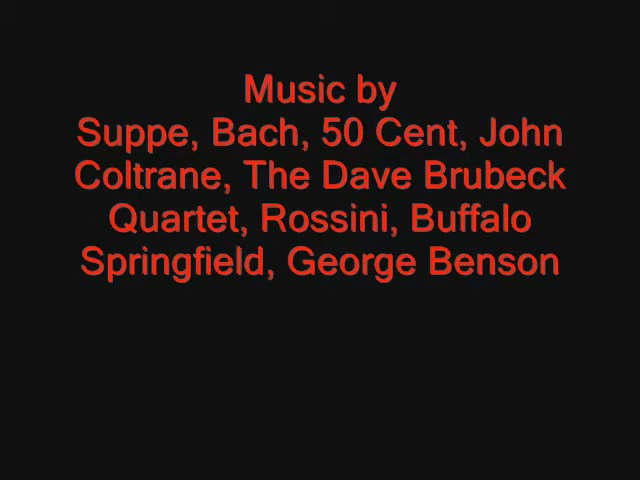 Music by
Suppe, Bach, 50 Cent, John
Coltrane, The Dave Brubeck
Quartet, Rossini, Buffalo
Springfield, George Benson